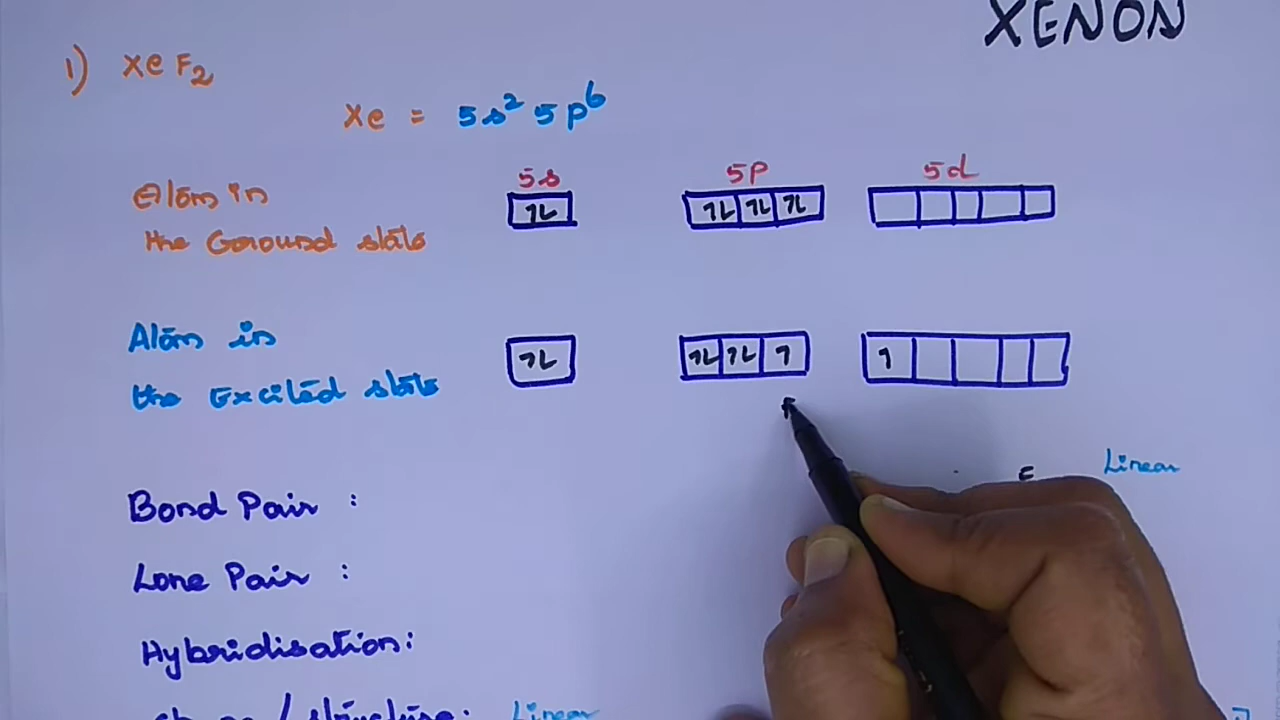 XENON
1) XeF2
Xe = 5s² 5p⁶
5s 5p 5d
Atom in
the Ground state
Atom in
the Excited state
F
Linear
Bond Pair :
Lone Pair :
Hybridisation:
Linear